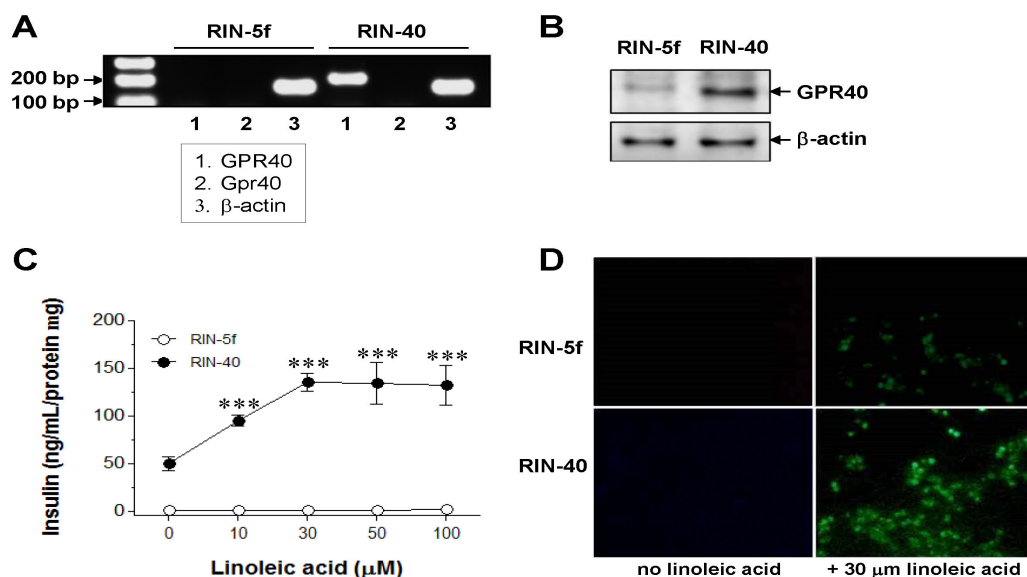 A
RIN-5f RIN-40
200 bp
100 bp
1 2 3 1 2 3
1. GPR40
2. Gpr40
3. β-actin
B
RIN-5f RIN-40
GPR40
β-actin
C
Insulin (ng/mL/protein mg)
200
150
100
50
0
RIN-5f
RIN-40
***
***
***
***
0 10 30 50 100
Linoleic acid (μM)
D
RIN-5f
RIN-40
no linoleic acid + 30 μm linoleic acid